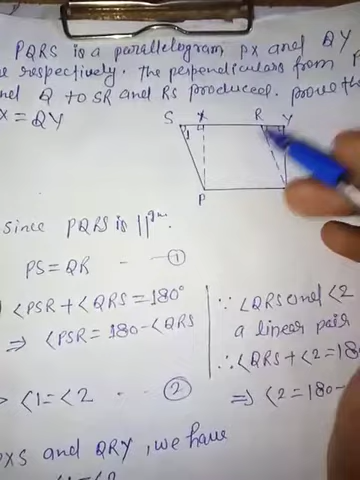 PQRS is a parallelogram PX and QY
respectively. The perpendiculars from P
and Q to SR and RS produced. prove
X = QY
S X R Y
1
P
since PQRS is ||gm.
PS = QR - - - ①
<PSR + <QRS = 180°
⇒ <PSR = 180 - <QRS
∵ <QRS and <2
a linear pair
∴ <QRS + <2 = 18
⇒ <2 = 180 -
<1 = <2 - - ②
PXS and QRY, we have